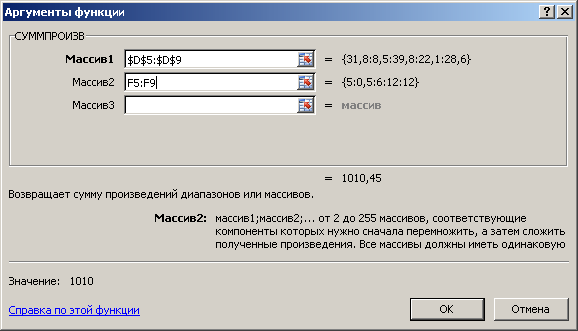 Аргументы функции
СУММПРОИЗВ
Массив1 $D$5:$D$9 = {31,8:8,5:39,8:22,1:28,6}
Массив2 F5:F9 = {5:0,5:6:12:12}
Массив3 = массив
= 1010,45
Возвращает сумму произведений диапазонов или массивов.
Массив2: массив1;массив2;... от 2 до 255 массивов, соответствующие
компоненты которых нужно сначала перемножить, а затем сложить
полученные произведения. Все массивы должны иметь одинаковую
Значение: 1010
Справка по этой функции
OK Отмена